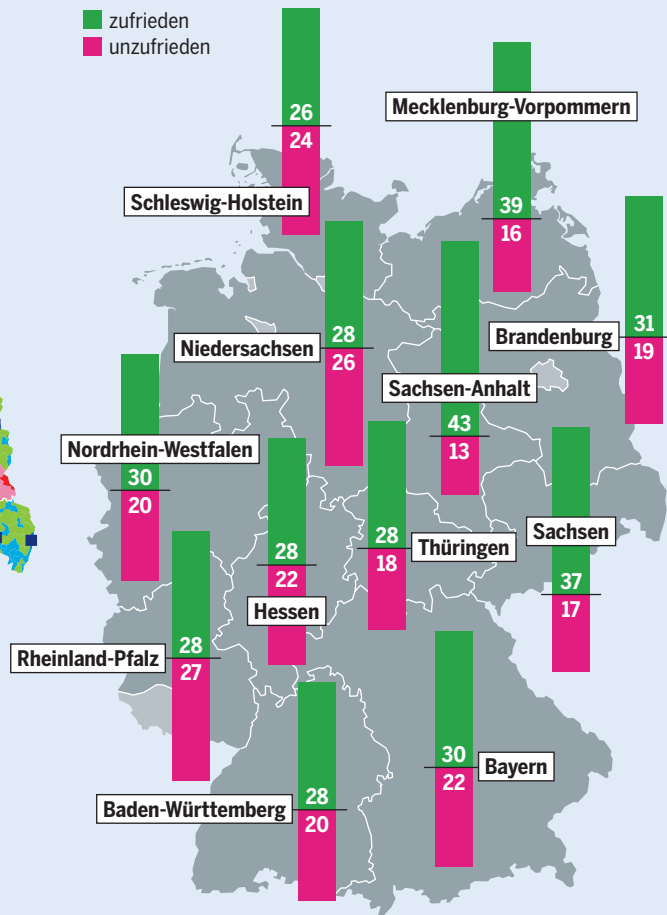 zufrieden
unzufrieden
26
24
Schleswig-Holstein
Mecklenburg-Vorpommern
39
16
31
19
Brandenburg
28
26
Niedersachsen
Sachsen-Anhalt
43
13
Nordrhein-Westfalen
30
20
28
22
Hessen
28
18
Thüringen
Sachsen
37
17
28
27
Rheinland-Pfalz
30
22
Bayern
28
20
Baden-Württemberg